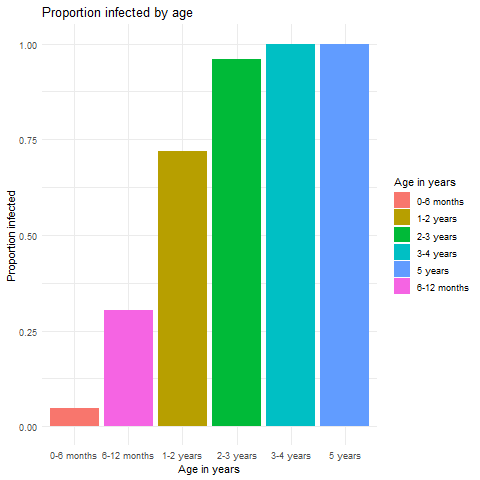 Proportion infected by age
1.00
0.75
0.50
0.25
0.00
Proportion infected
0-6 months 6-12 months 1-2 years 2-3 years 3-4 years 5 years
Age in years
Age in years
0-6 months
1-2 years
2-3 years
3-4 years
5 years
6-12 months